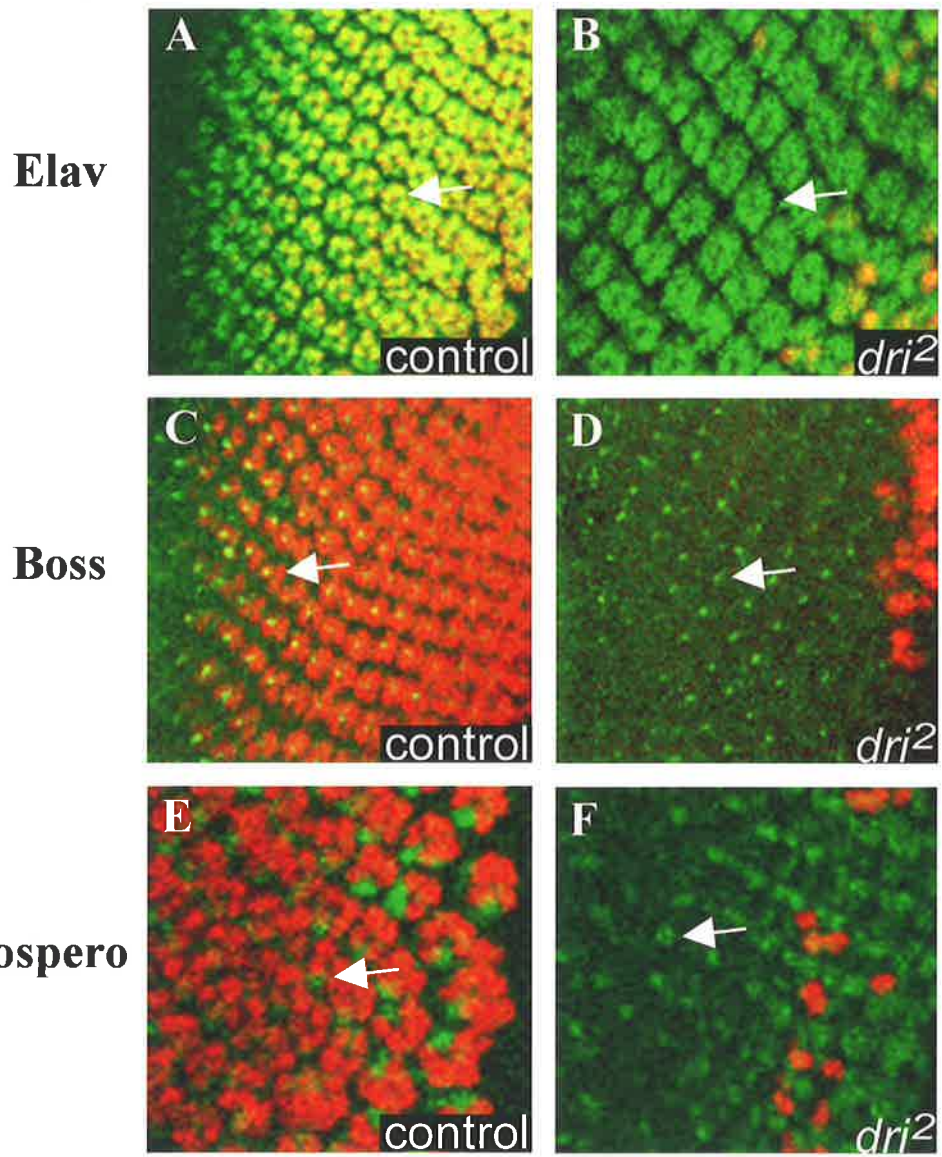 Elav
A
control
B
dri²
Boss
C
control
D
dri²
ospero
E
control
F
dri²